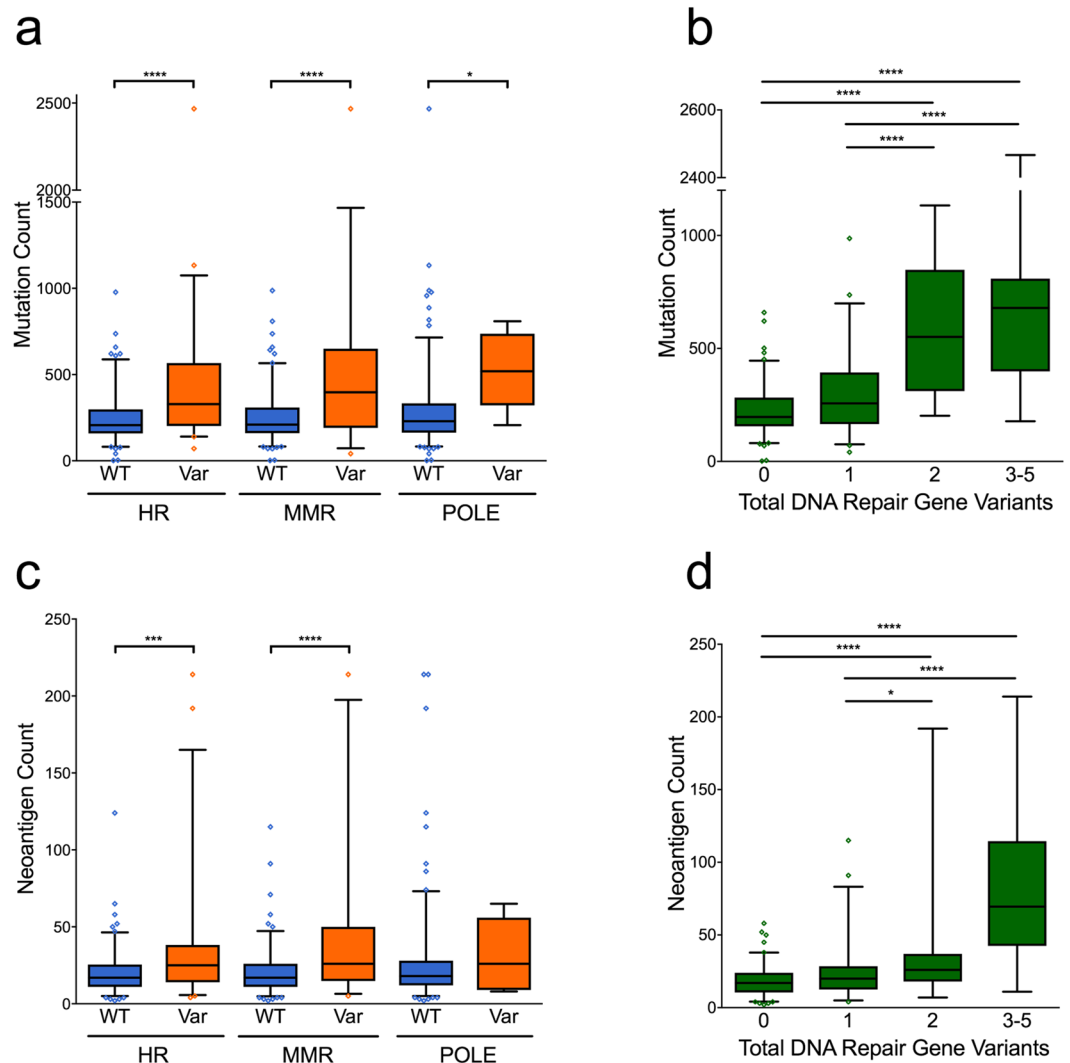 a
**** **** *
2500
2000
1500
1000
500
0
Mutation Count
WT Var WT Var WT Var
HR MMR POLE
b
****
****
****
****
2600
2400
1000
500
0
Mutation Count
0 1 2 3-5
Total DNA Repair Gene Variants
c
*** ****
250
200
150
100
50
0
Neoantigen Count
WT Var WT Var WT Var
HR MMR POLE
d
****
****
****
*
250
200
150
100
50
0
Neoantigen Count
0 1 2 3-5
Total DNA Repair Gene Variants